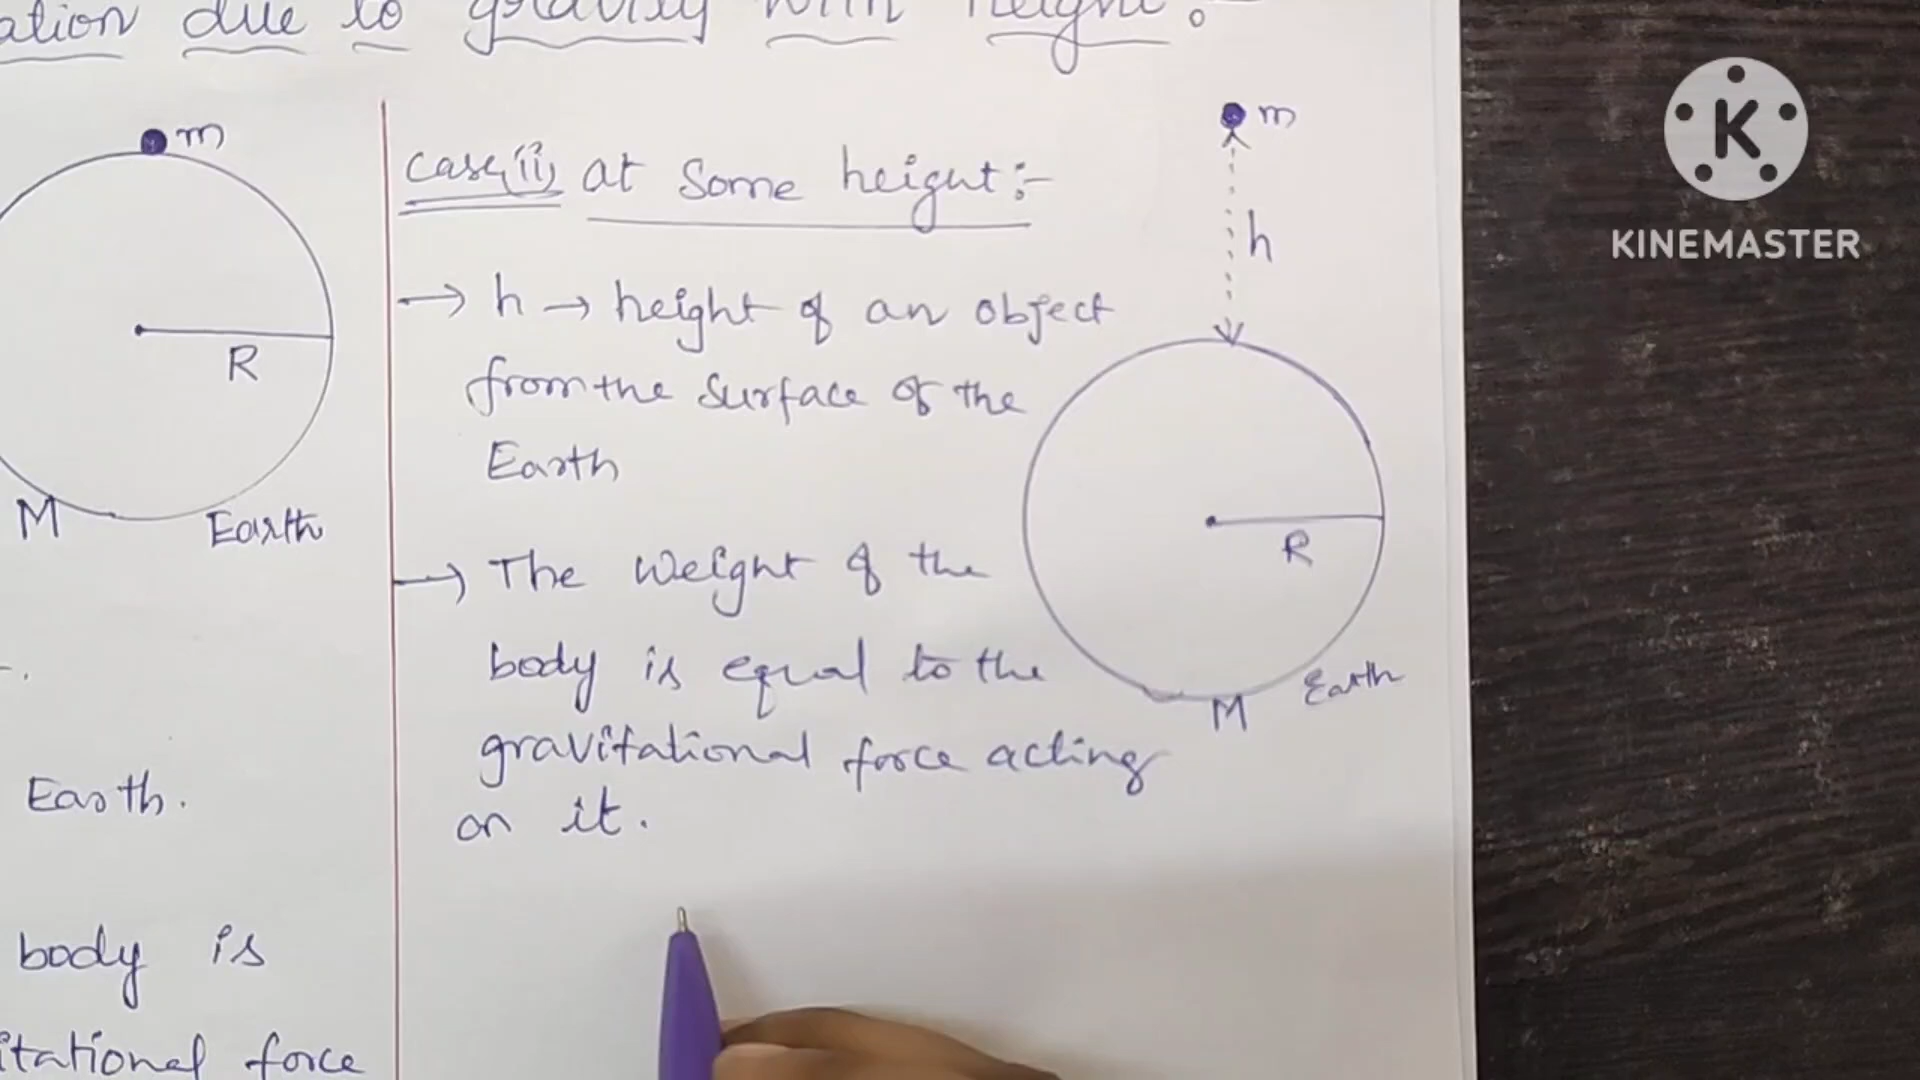 ation due to gravity with height :-
m
R
M
Earth
Earth.
body is
itational force
case(ii) at some height :-
→ h → height of an object
from the surface of the
Earth
→ The weight of the
body is equal to the
gravitational force acting
on it.
m
h
R
M
Earth
K
KINEMASTER